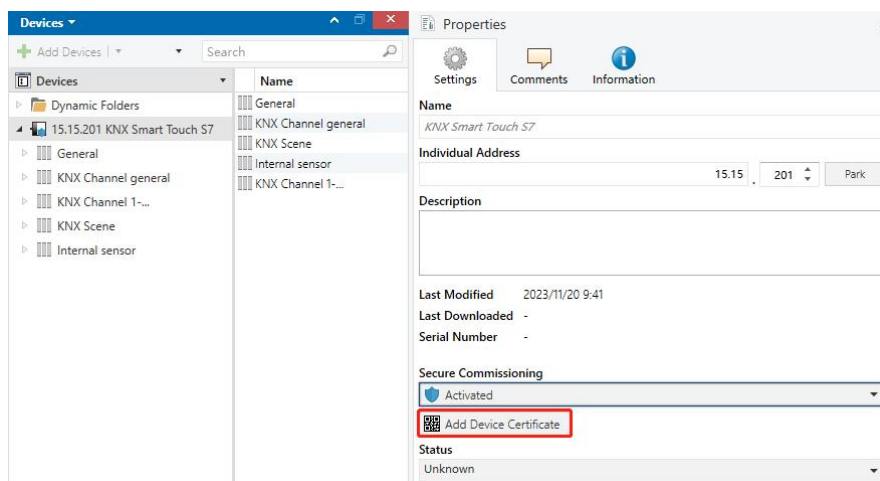 Devices
Add Devices
Search
Devices
Dynamic Folders
15.15.201 KNX Smart Touch S7
General
KNX Channel general
KNX Channel 1-...
KNX Scene
Internal sensor
Name
General
KNX Channel general
KNX Scene
Internal sensor
KNX Channel 1-...
Properties
Settings Comments Information
Name
KNX Smart Touch S7
Individual Address
15.15 . 201 Park
Description
Last Modified 2023/11/20 9:41
Last Downloaded -
Serial Number -
Secure Commissioning
Activated
Add Device Certificate
Status
Unknown